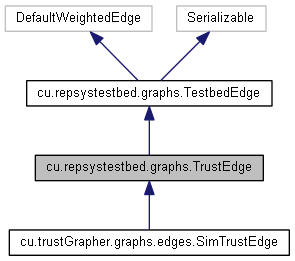 DefaultWeightedEdge
Serializable
cu.repsystestbed.graphs.TestbedEdge
cu.repsystestbed.graphs.TrustEdge
cu.trustGrapher.graphs.edges.SimTrustEdge